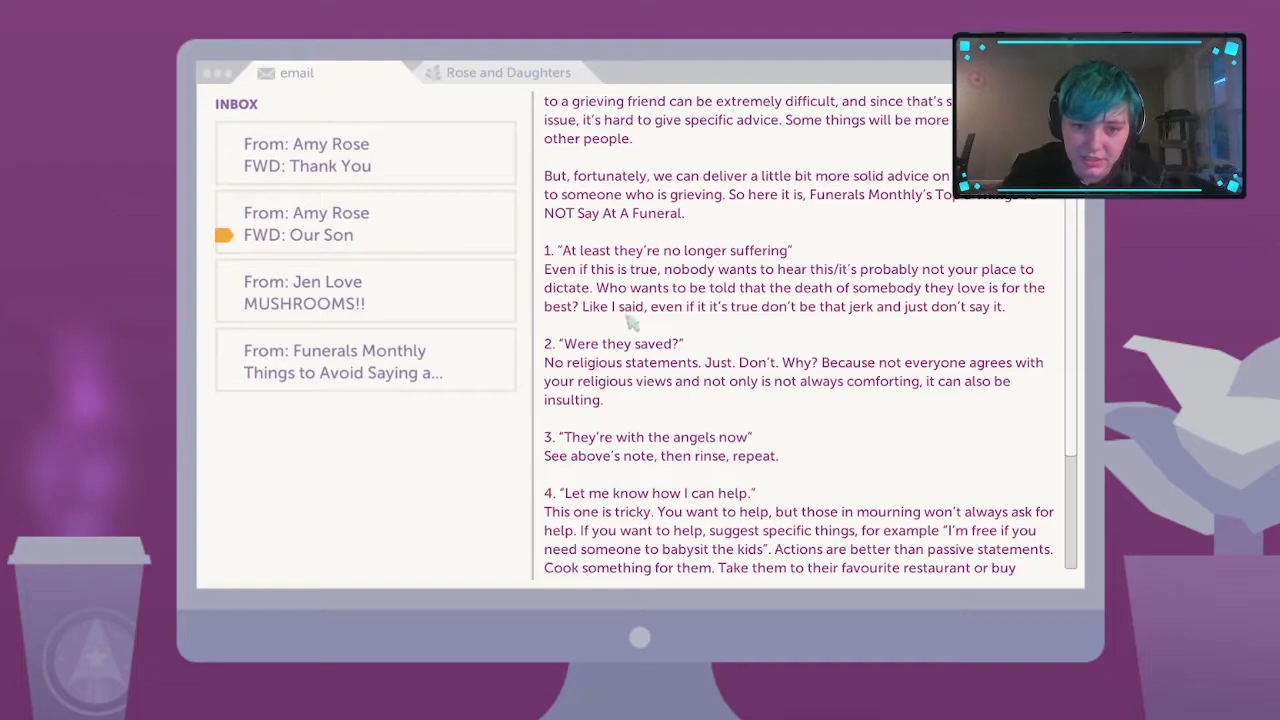 email
Rose and Daughters
INBOX
From: Amy Rose
FWD: Thank You
From: Amy Rose
FWD: Our Son
From: Jen Love
MUSHROOMS!!
From: Funerals Monthly
Things to Avoid Saying a...
to a grieving friend can be extremely difficult, and since that's s
issue, it's hard to give specific advice. Some things will be more
other people.
But, fortunately, we can deliver a little bit more solid advice on
to someone who is grieving. So here it is, Funerals Monthly's Top
NOT Say At A Funeral.
1. "At least they're no longer suffering"
Even if this is true, nobody wants to hear this/it's probably not your place to
dictate. Who wants to be told that the death of somebody they love is for the
best? Like I said, even if it it's true don't be that jerk and just don't say it.
2. "Were they saved?"
No religious statements. Just. Don't. Why? Because not everyone agrees with
your religious views and not only is not always comforting, it can also be
insulting.
3. "They're with the angels now"
See above's note, then rinse, repeat.
4. "Let me know how I can help."
This one is tricky. You want to help, but those in mourning won't always ask for
help. If you want to help, suggest specific things, for example "I'm free if you
need someone to babysit the kids". Actions are better than passive statements.
Cook something for them. Take them to their favourite restaurant or buy